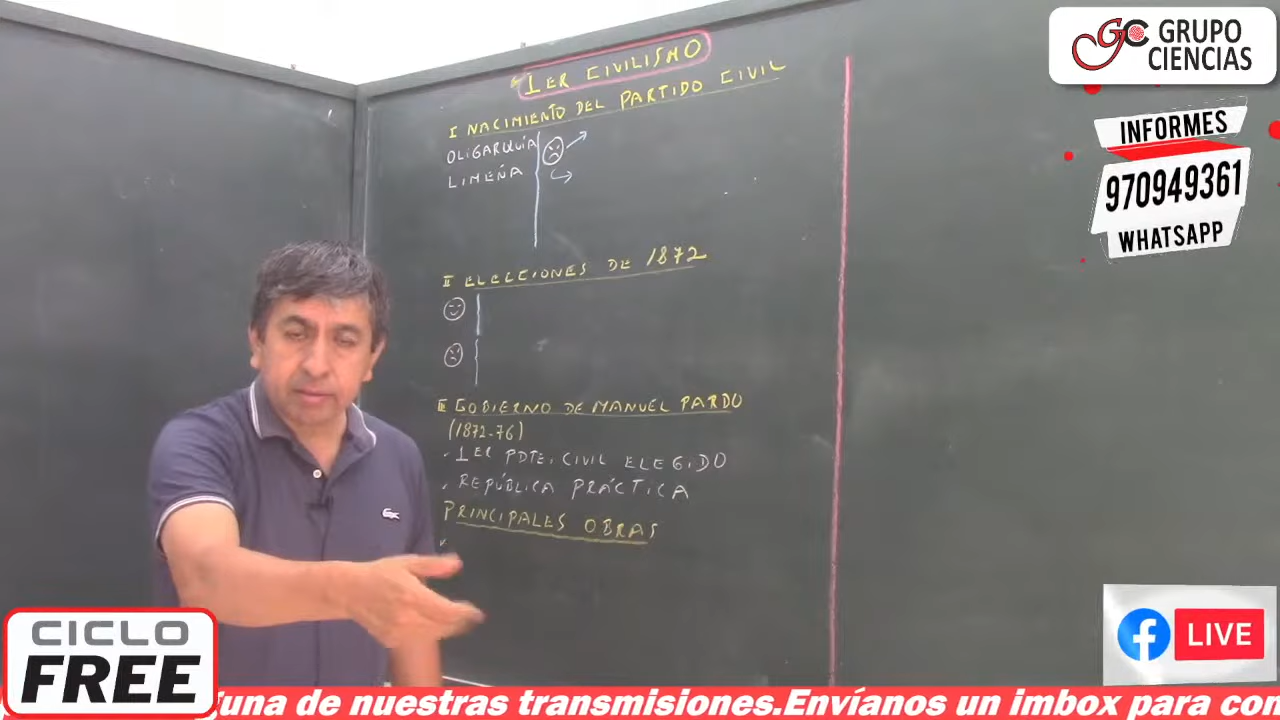 1ER CIVILISMO
I NACIMIENTO DEL PARTIDO CIVIL
OLIGARQUÍA
LIMEÑA
II ELECCIONES DE 1872
III GOBIERNO DE MANUEL PARDO
(1872-76)
1ER PDTE. CIVIL ELEGIDO
REPÚBLICA PRÁCTICA
PRINCIPALES OBRAS
GC GRUPO
CIENCIAS
INFORMES
970949361
WHATSAPP
f LIVE
CICLO
FREE
guna de nuestras transmisiones.Envíanos un imbox para con